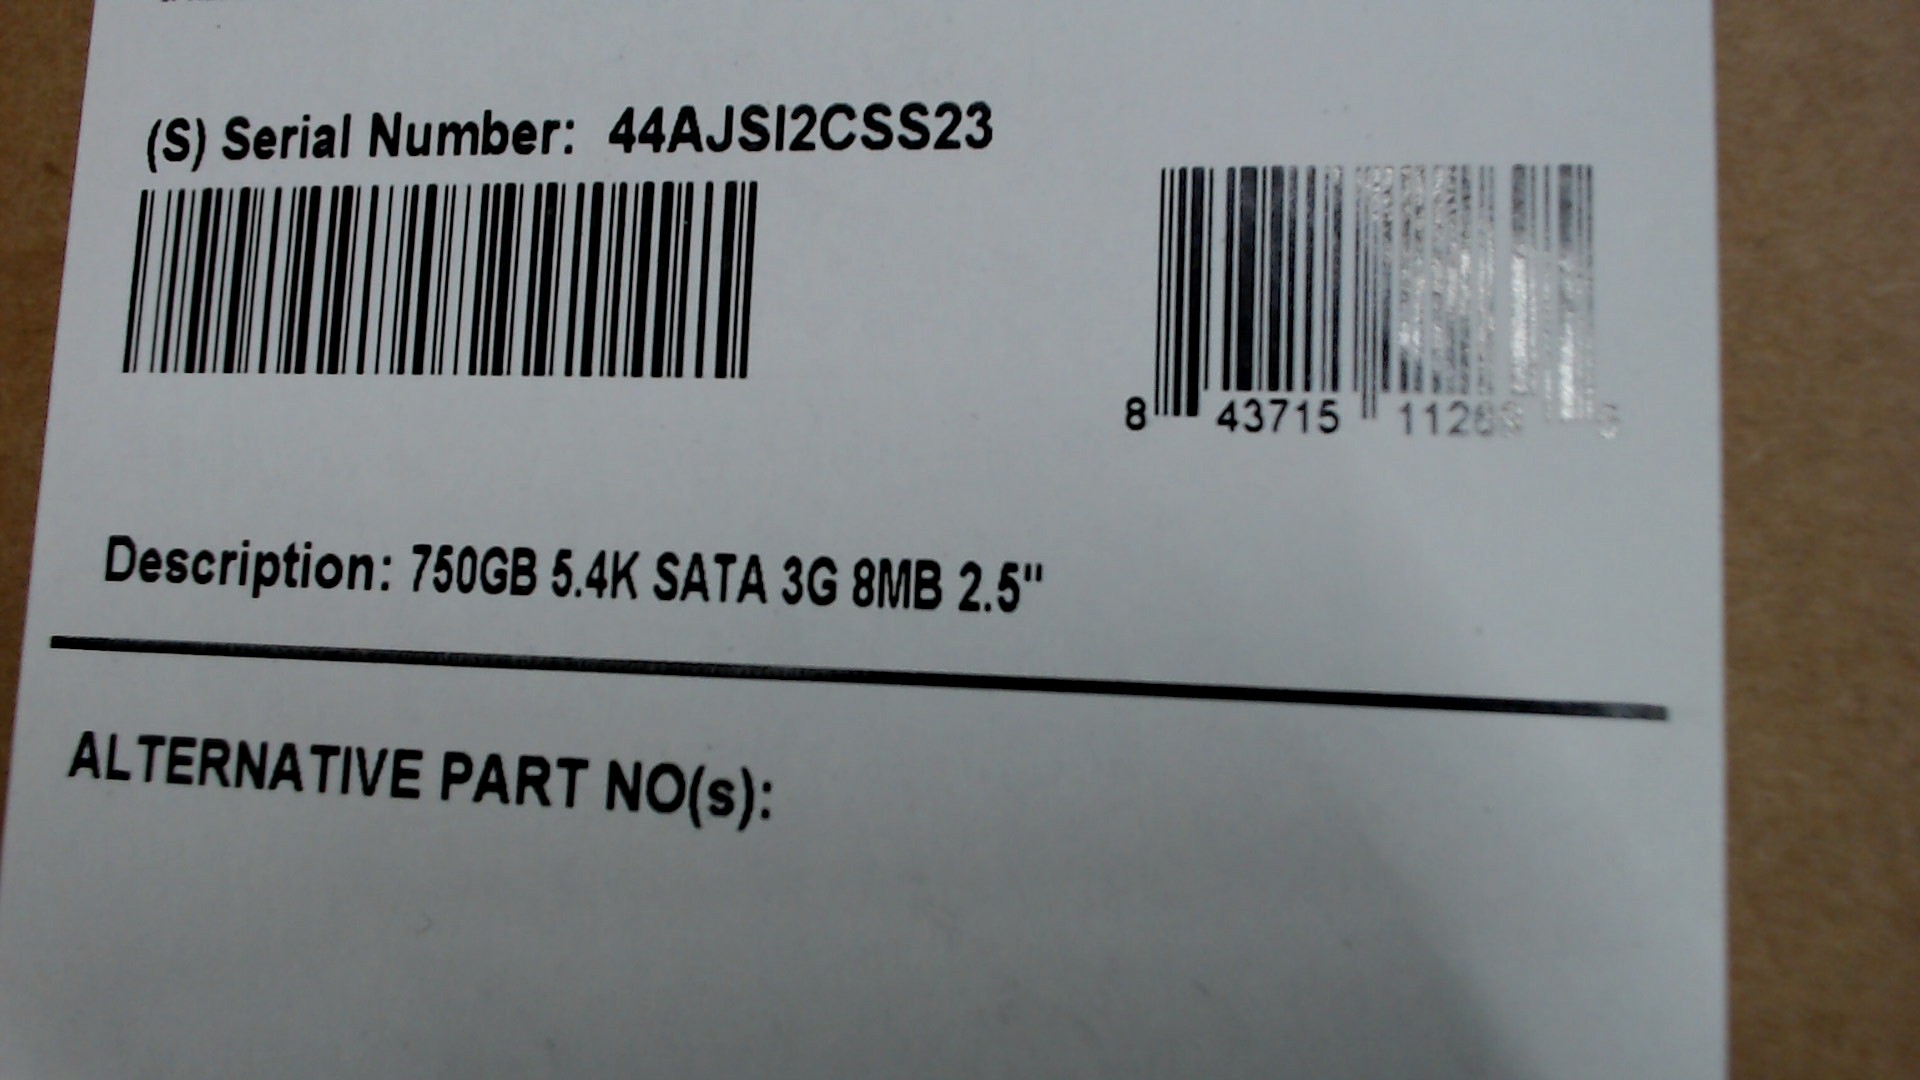 (S) Serial Number: 44AJSI2CSS23
8 43715
Description: 750GB 5.4K SATA 3G 8MB 2.5"
ALTERNATIVE PART NO(s):